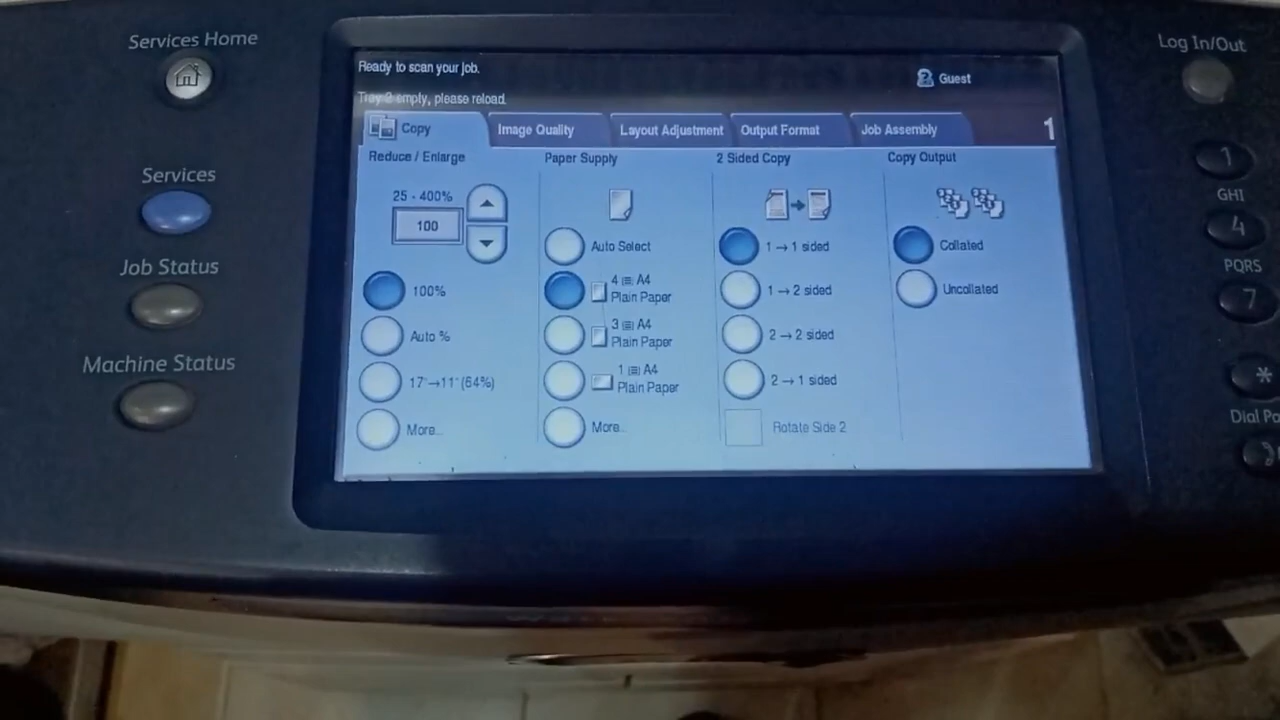 Services Home
Services
Job Status
Machine Status
Ready to scan your job.
Guest
Tray 2 empty, please reload.
Copy
Image Quality
Layout Adjustment
Output Format
Job Assembly
1
Reduce / Enlarge
25 - 400%
100
100%
Auto %
17"→11" (64%)
More...
Paper Supply
Auto Select
4 A4
Plain Paper
3 A4
Plain Paper
1 A4
Plain Paper
More...
2 Sided Copy
1 → 1 sided
1 → 2 sided
2 → 2 sided
2 → 1 sided
Rotate Side 2
Copy Output
Collated
Uncollated
Log In/Out
1
GHI
4
PQRS
7
*
Dial